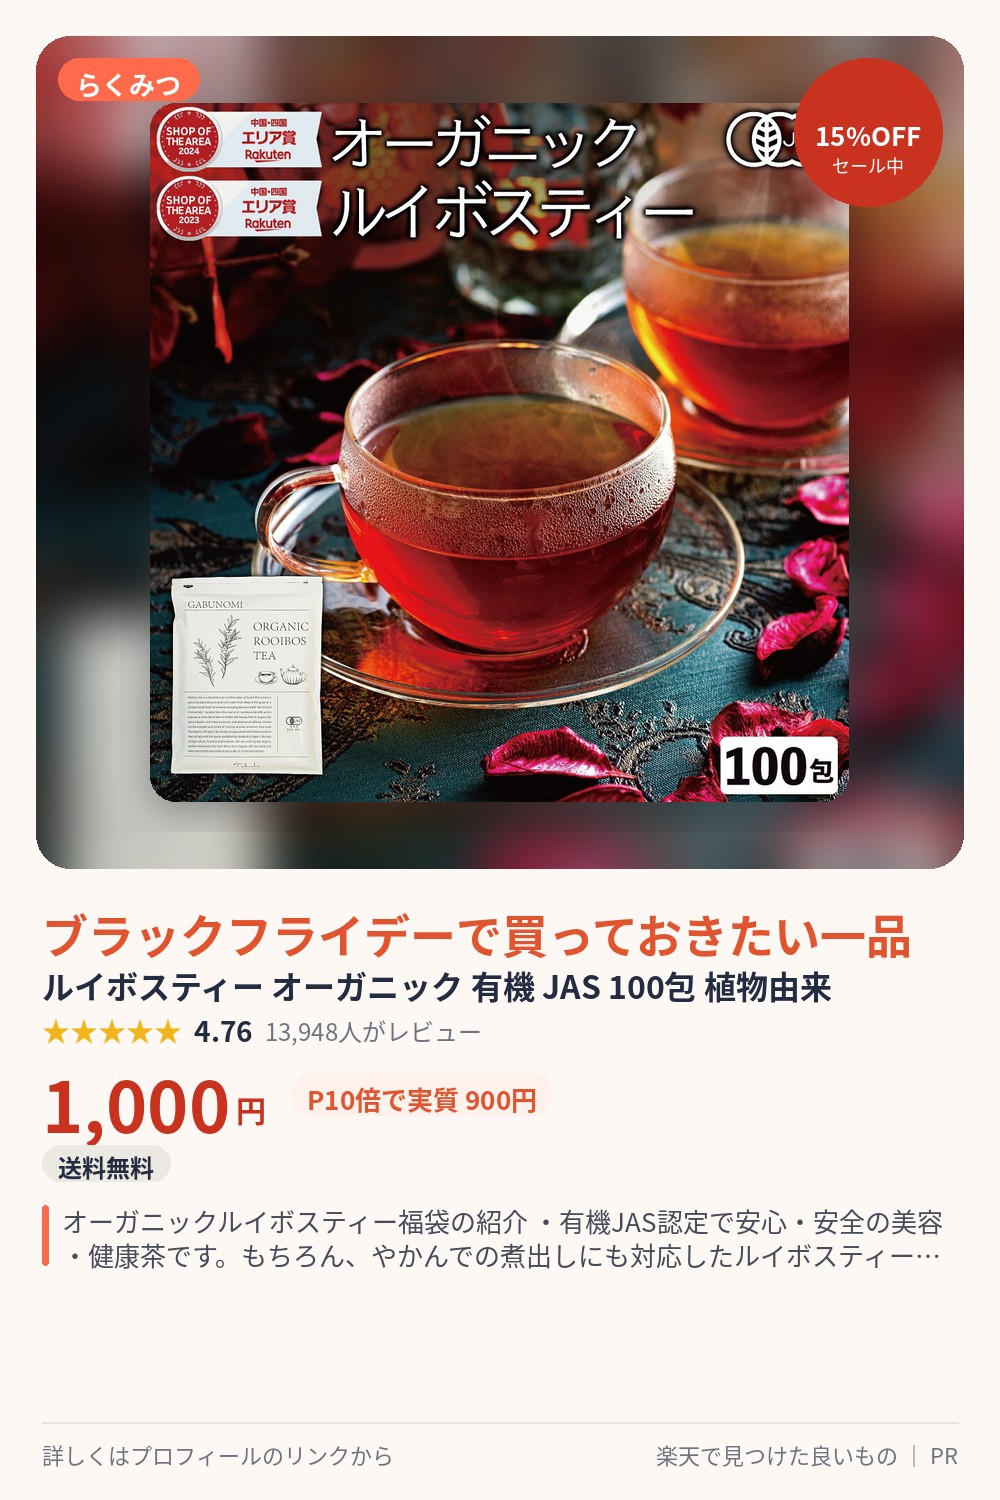 らくみつ
15%OFF
セール中
SHOP OF
THE AREA
2024
中国・四国
エリア賞
Rakuten
SHOP OF
THE AREA
2023
中国・四国
エリア賞
Rakuten
オーガニック
ルイボスティー
GABUNOMI
ORGANIC
ROOIBOS
TEA
100包
ブラックフライデーで買っておきたい一品
ルイボスティー オーガニック 有機 JAS 100包 植物由来
★★★★★ 4.76 13,948人がレビュー
1,000円 P10倍で実質 900円
送料無料
オーガニックルイボスティー福袋の紹介 ・有機JAS認定で安心・安全の美容
・健康茶です。もちろん、やかんでの煮出しにも対応したルイボスティー…
詳しくはプロフィールのリンクから
楽天で見つけた良いもの ｜ PR